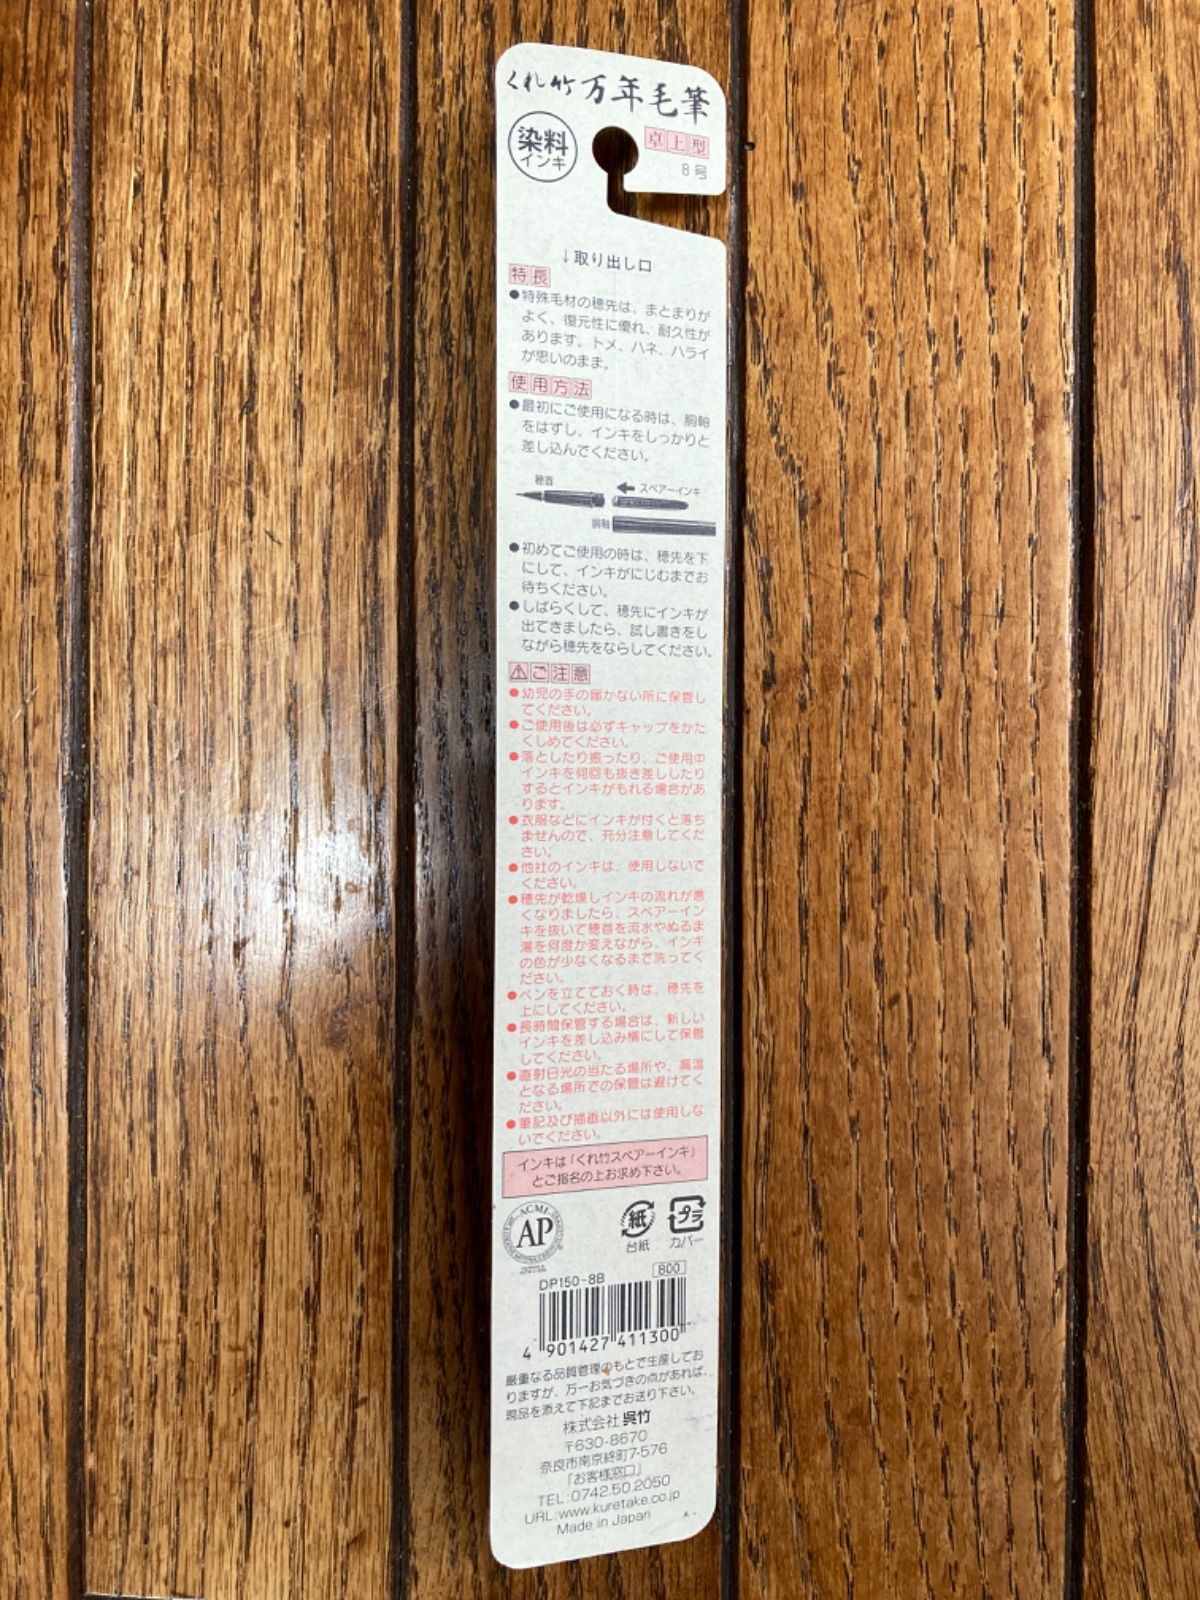 くれ竹万年毛筆
染料
インキ
卓上型
8号
↓取り出し口
特長
●特殊毛材の穂先は、まとまりが
よく、復元性に優れ、耐久性が
あります。トメ、ハネ、ハライ
が思いのまま。
使用方法
●最初にご使用になる時は、胴軸
をはずし、インキをしっかりと
差し込んでください。
穂首
スペアーインキ
胴軸
●初めてご使用の時は、穂先を下
にして、インキがにじむまでお
待ちください。
●しばらくして、穂先にインキが
出てきましたら、試し書きをし
ながら穂先をならしてください。
⚠ご注意
●幼児の手の届かない所に保管し
てください。
●ご使用後は必ずキャップをかた
くしめてください。
●落としたり振ったり、ご使用中
インキを何回も抜き差ししたり
するとインキがもれる場合があ
ります。
●衣服などにインキが付くと落ち
ませんので、充分注意してくだ
さい。
●他社のインキは、使用しないで
ください。
●穂先が乾燥しインキの流れが悪
くなりましたら、スペアーイン
キを抜いて穂首を流水やぬるま
湯を何度か変えながら、インキ
の色が少なくなるまで洗ってく
ださい。
●ペンを立てておく時は、穂先を
上にしてください。
●長時間保管する場合は、新しい
インキを差し込み横にして保管
してください。
●直射日光の当たる場所や、高温
となる場所での保管は避けてく
ださい。
●筆記及び描画以外には使用しな
いでください。
インキは「くれ竹スペアーインキ」
とご指名の上お求め下さい。
ACMI
AP
紙
台紙
プラ
カバー
DP150-8B
800
4 901427 411300
厳重なる品質管理のもとで生産してお
りますが、万一お気づきの点があれば、
現品を添えて下記までお送り下さい。
株式会社 呉竹
〒630-8670
奈良市南京終町7-576
「お客様窓口」
TEL:0742.50.2050
URL:www.kuretake.co.jp
Made in Japan
A